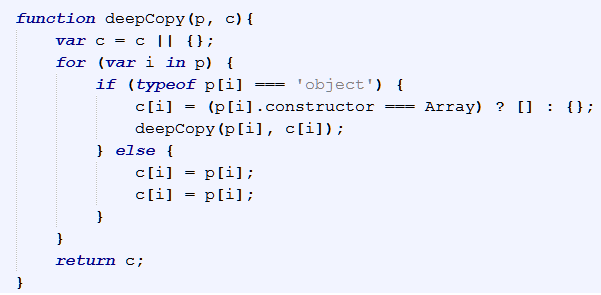 function deepCopy(p, c){
var c = c || {};
for (var i in p) {
if (typeof p[i] === 'object') {
c[i] = (p[i].constructor === Array) ? [] : {};
deepCopy(p[i], c[i]);
} else {
c[i] = p[i];
c[i] = p[i];
}
}
return c;
}